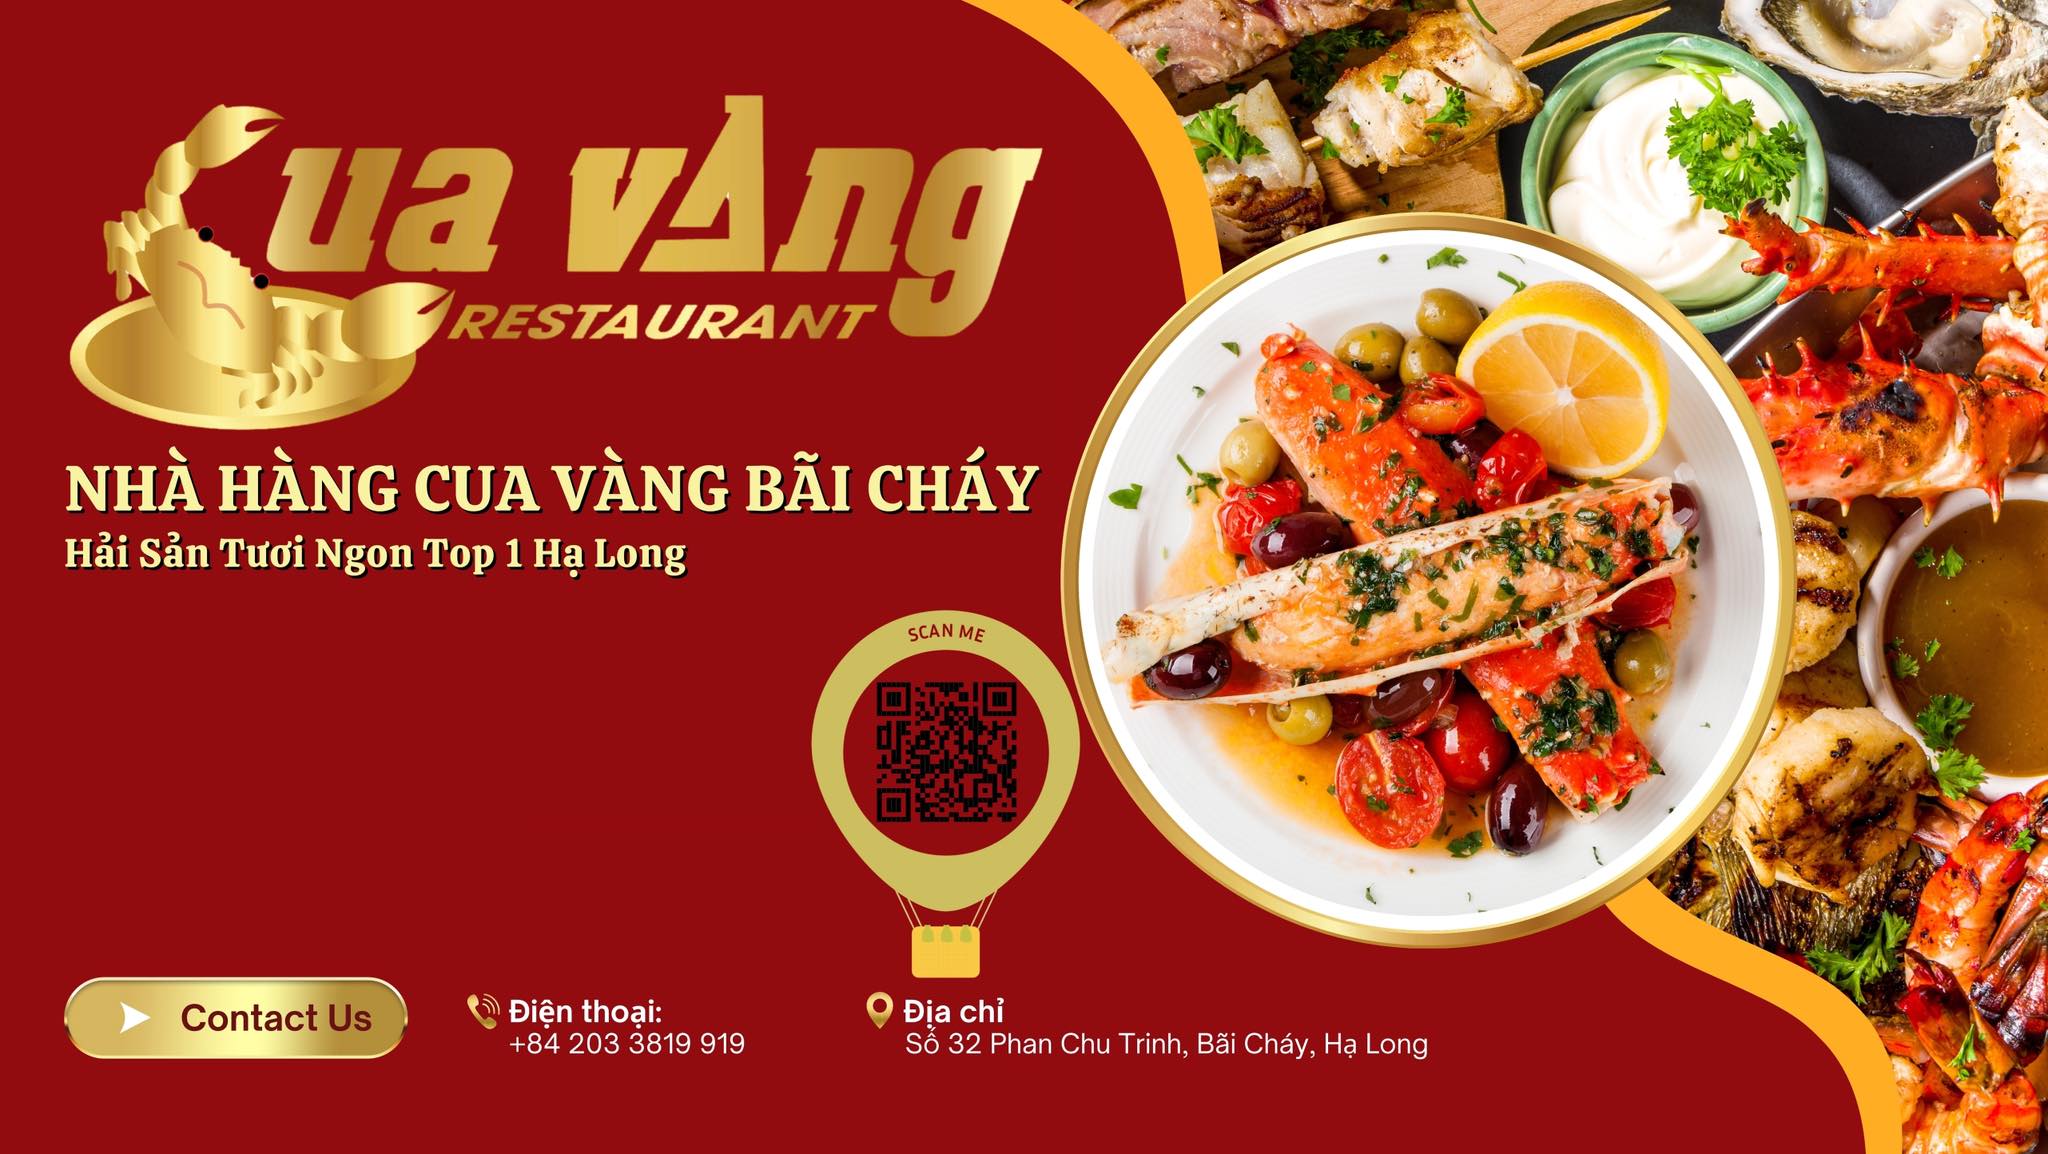 Cua vàng
RESTAURANT
NHÀ HÀNG CUA VÀNG BÃI CHÁY
Hải Sản Tươi Ngon Top 1 Hạ Long
SCAN ME
Contact Us
Điện thoại:
+84 203 3819 919
Địa chỉ
Số 32 Phan Chu Trinh, Bãi Cháy, Hạ Long